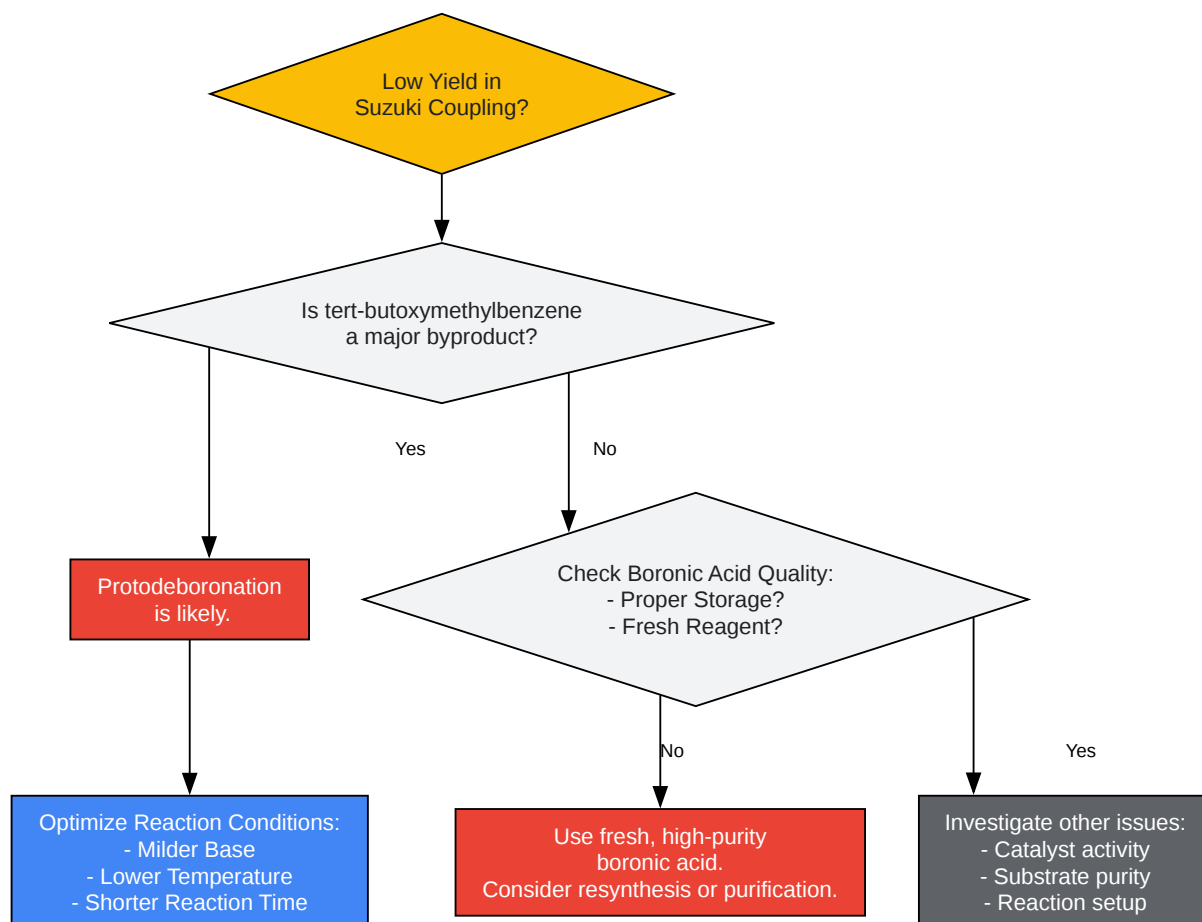 Low Yield in
Suzuki Coupling?
Is tert-butoxymethylbenzene
a major byproduct?
Yes
No
Protodeboronation
is likely.
Check Boronic Acid Quality:
- Proper Storage?
- Fresh Reagent?
No
Yes
Optimize Reaction Conditions:
- Milder Base
- Lower Temperature
- Shorter Reaction Time
Use fresh, high-purity
boronic acid.
Consider resynthesis or purification.
Investigate other issues:
- Catalyst activity
- Substrate purity
- Reaction setup